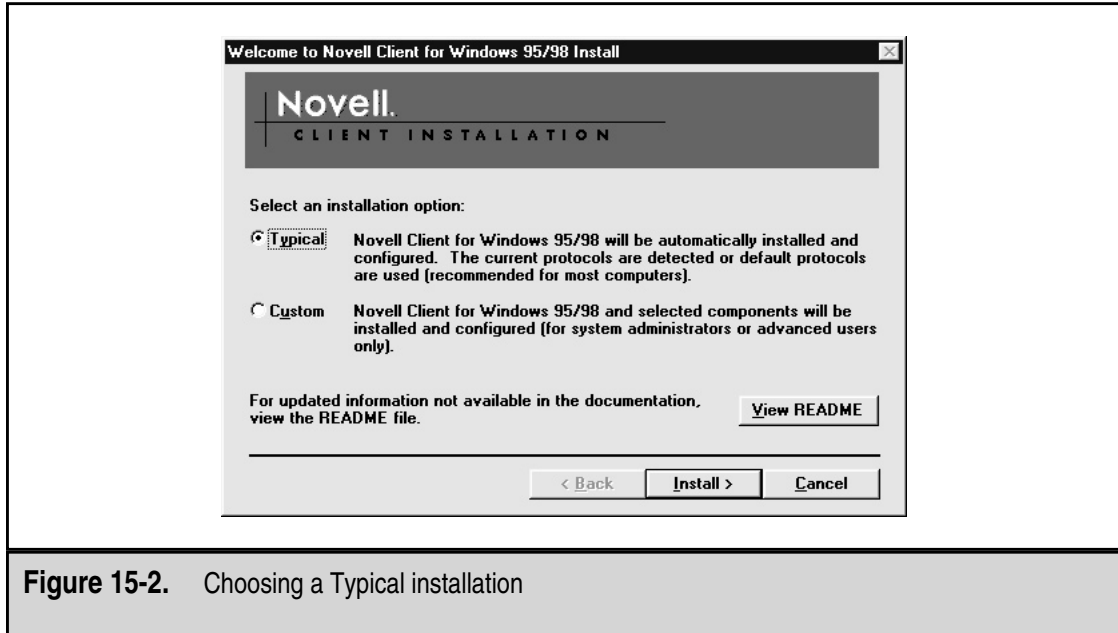 Welcome to Novell Client for Windows 95/98 Install
Novell.
CLIENT INSTALLATION
Select an installation option:
Typical
Novell Client for Windows 95/98 will be automatically installed and
configured. The current protocols are detected or default protocols
are used (recommended for most computers).
Custom
Novell Client for Windows 95/98 and selected components will be
installed and configured (for system administrators or advanced users
only).
For updated information not available in the documentation,
view the README file.
View README
< Back
Install >
Cancel
Figure 15-2. Choosing a Typical installation